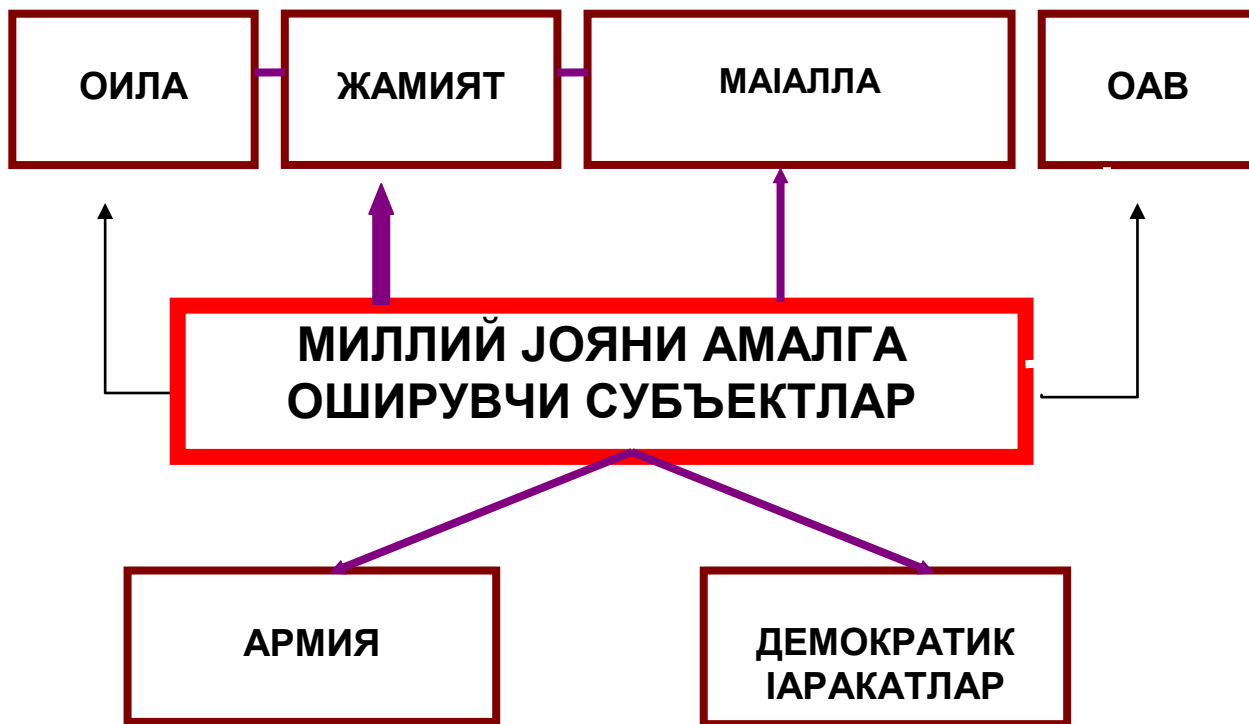 ОИЛА
ЖАМИЯТ
МАІАЛЛА
ОАВ
МИЛЛИЙ ЈОЯНИ АМАЛГА
ОШИРУВЧИ СУБЪЕКТЛАР
АРМИЯ
ДЕМОКРАТИК
ІАРАКАТЛАР